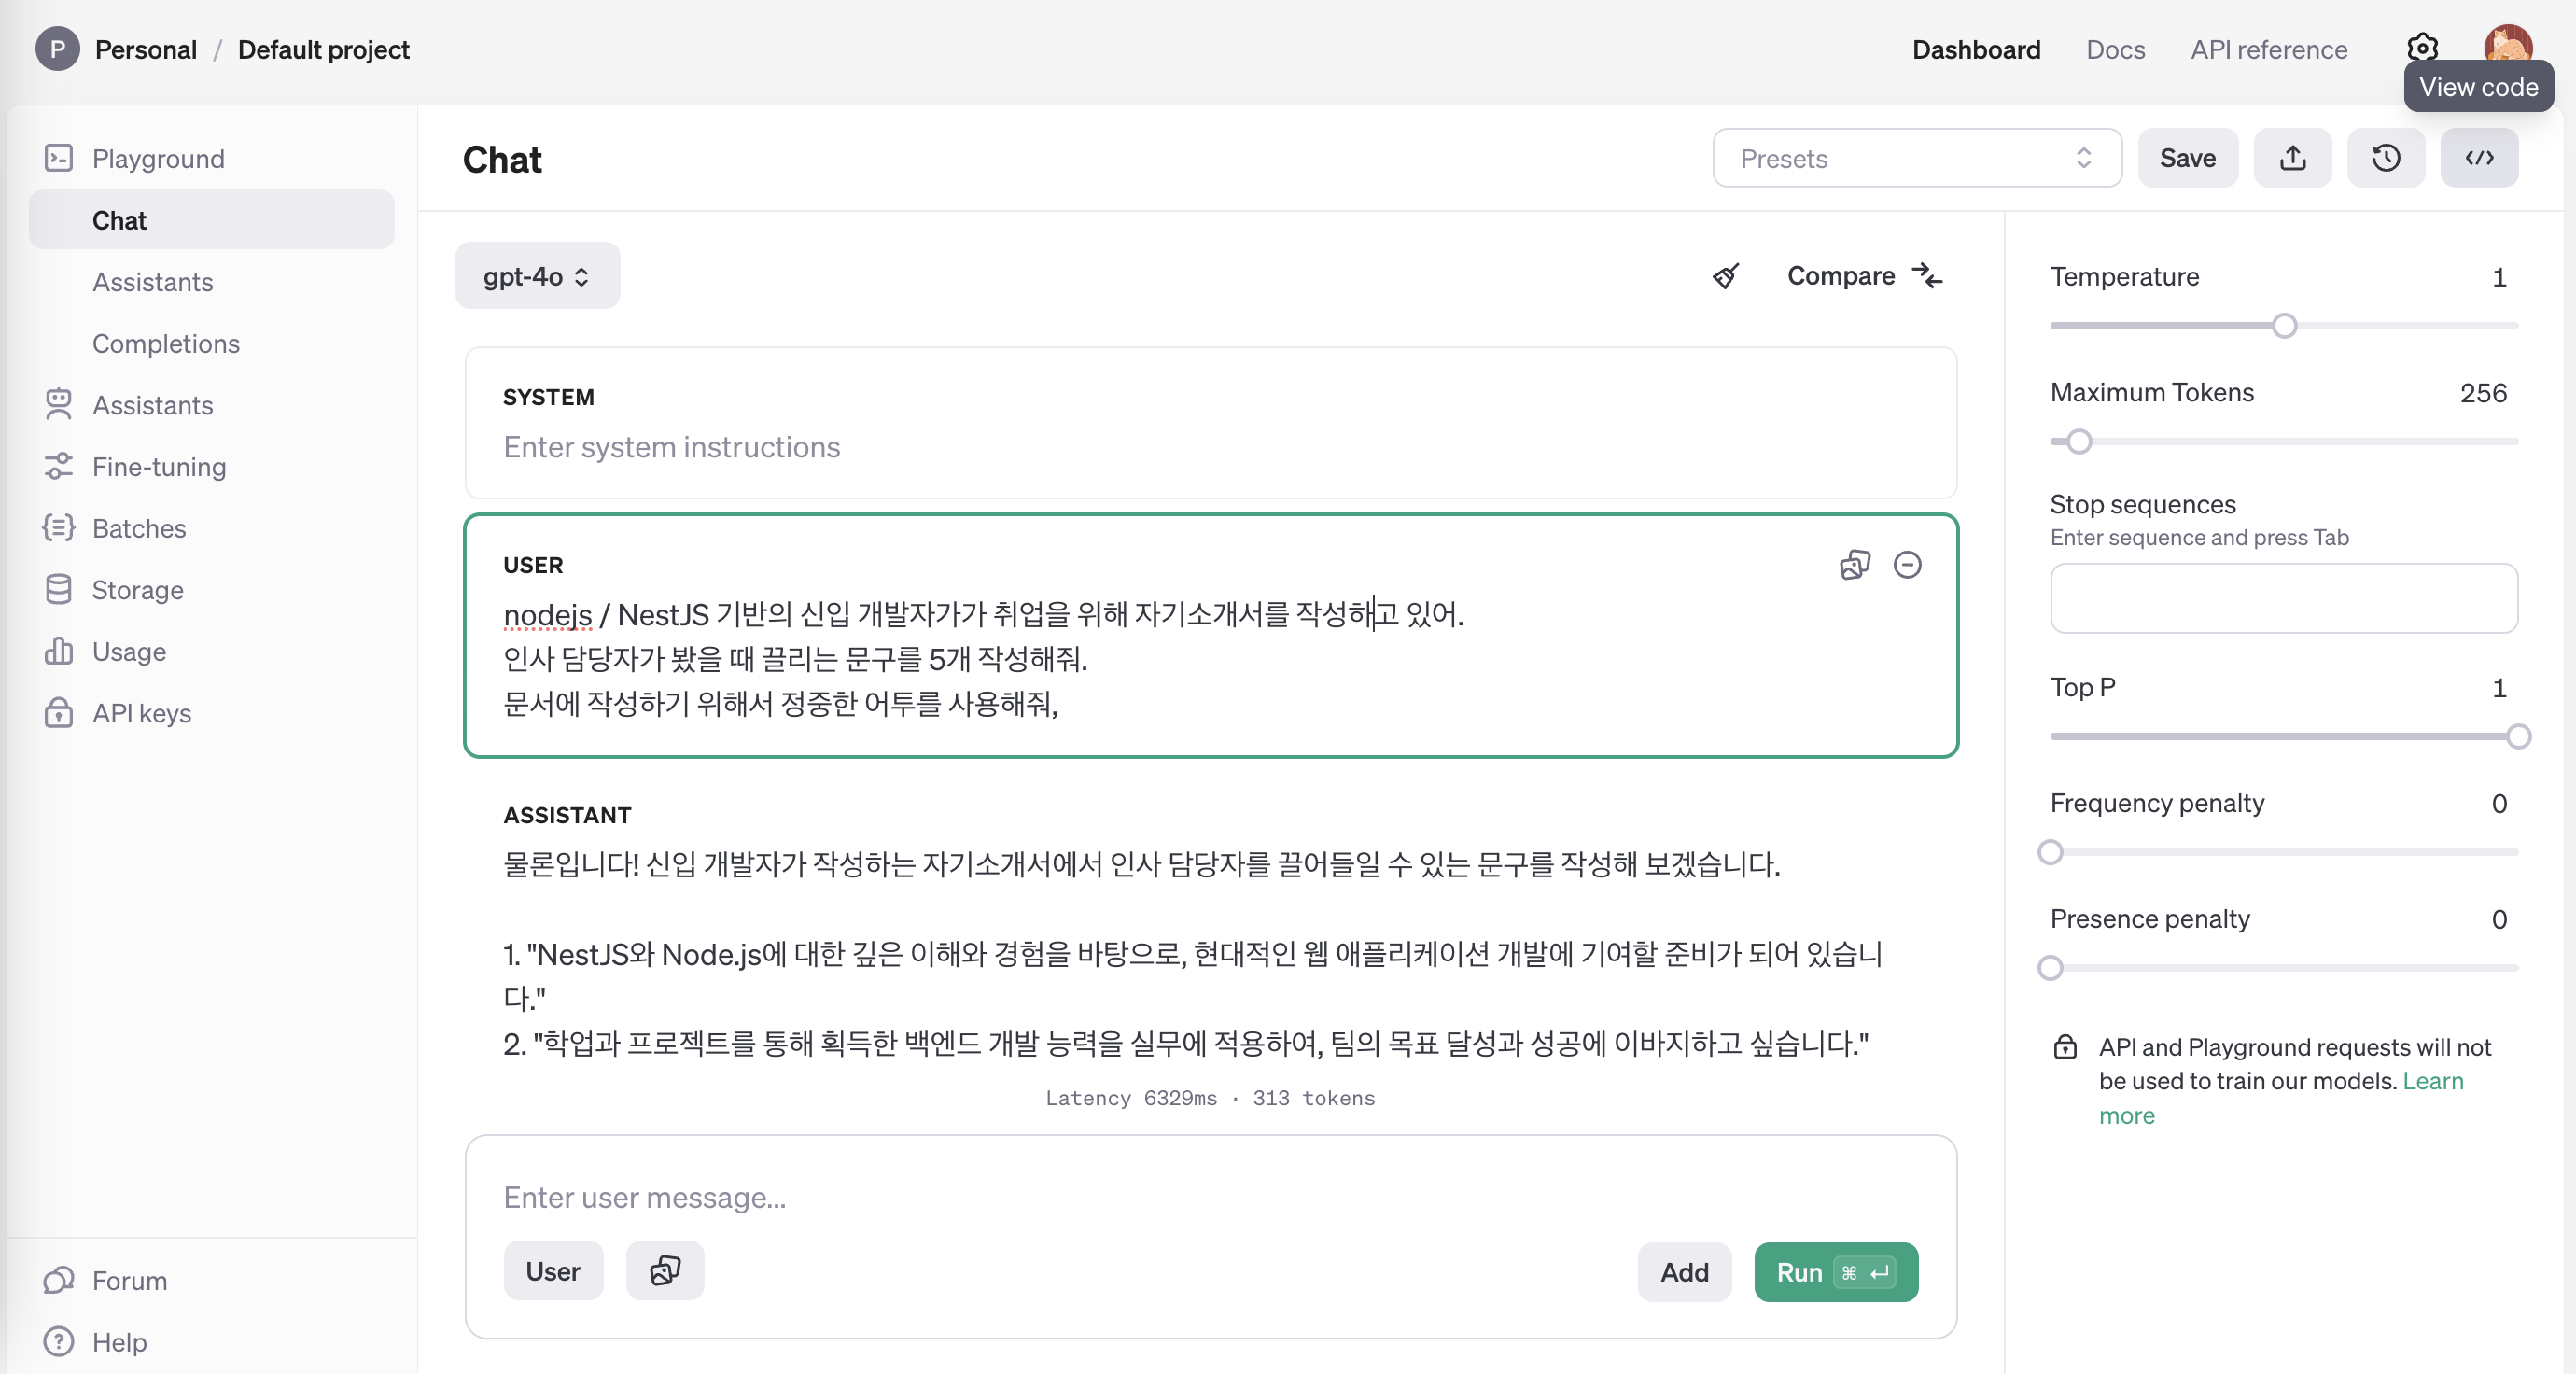 P Personal / Default project
Dashboard Docs API reference
View code
Playground
Chat
Assistants
Completions
Assistants
Fine-tuning
Batches
Storage
Usage
API keys
Forum
Help
Chat
Presets
Save
gpt-4o
Compare
SYSTEM
Enter system instructions
USER
nodejs / NestJS 기반의 신입 개발자가가 취업을 위해 자기소개서를 작성하고 있어.
인사 담당자가 봤을 때 끌리는 문구를 5개 작성해줘.
문서에 작성하기 위해서 정중한 어투를 사용해줘,
ASSISTANT
물론입니다! 신입 개발자가 작성하는 자기소개서에서 인사 담당자를 끌어들일 수 있는 문구를 작성해 보겠습니다.
1. "NestJS와 Node.js에 대한 깊은 이해와 경험을 바탕으로, 현대적인 웹 애플리케이션 개발에 기여할 준비가 되어 있습니
다."
2. "학업과 프로젝트를 통해 획득한 백엔드 개발 능력을 실무에 적용하여, 팀의 목표 달성과 성공에 이바지하고 싶습니다."
Latency 6329ms · 313 tokens
Enter user message...
User
Add
Run ⌘ ↵
Temperature 1
Maximum Tokens 256
Stop sequences
Enter sequence and press Tab
Top P 1
Frequency penalty 0
Presence penalty 0
API and Playground requests will not
be used to train our models. Learn
more